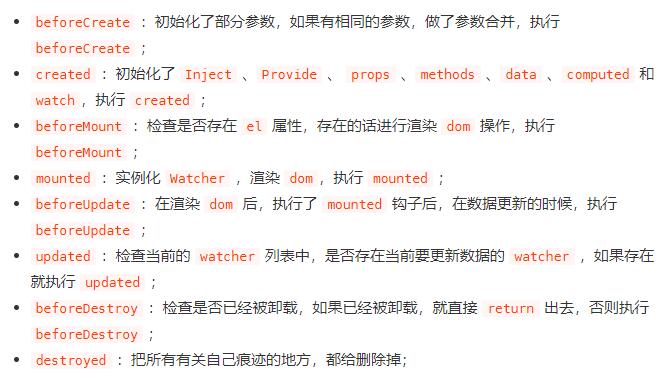 beforeCreate ：初始化了部分参数，如果有相同的参数，做了参数合并，执行
beforeCreate ；
created ：初始化了 Inject 、 Provide 、 props 、 methods 、 data 、 computed 和
watch ，执行 created ；
beforeMount ：检查是否存在 el 属性，存在的话进行渲染 dom 操作，执行
beforeMount ；
mounted ：实例化 Watcher ，渲染 dom ，执行 mounted ；
beforeUpdate ：在渲染 dom 后，执行了 mounted 钩子后，在数据更新的时候，执行
beforeUpdate ；
updated ：检查当前的 watcher 列表中，是否存在当前要更新数据的 watcher ，如果存在
就执行 updated ；
beforeDestroy ：检查是否已经被卸载，如果已经被卸载，就直接 return 出去，否则执行
beforeDestroy ；
destroyed ：把所有有关自己痕迹的地方，都给删除掉；